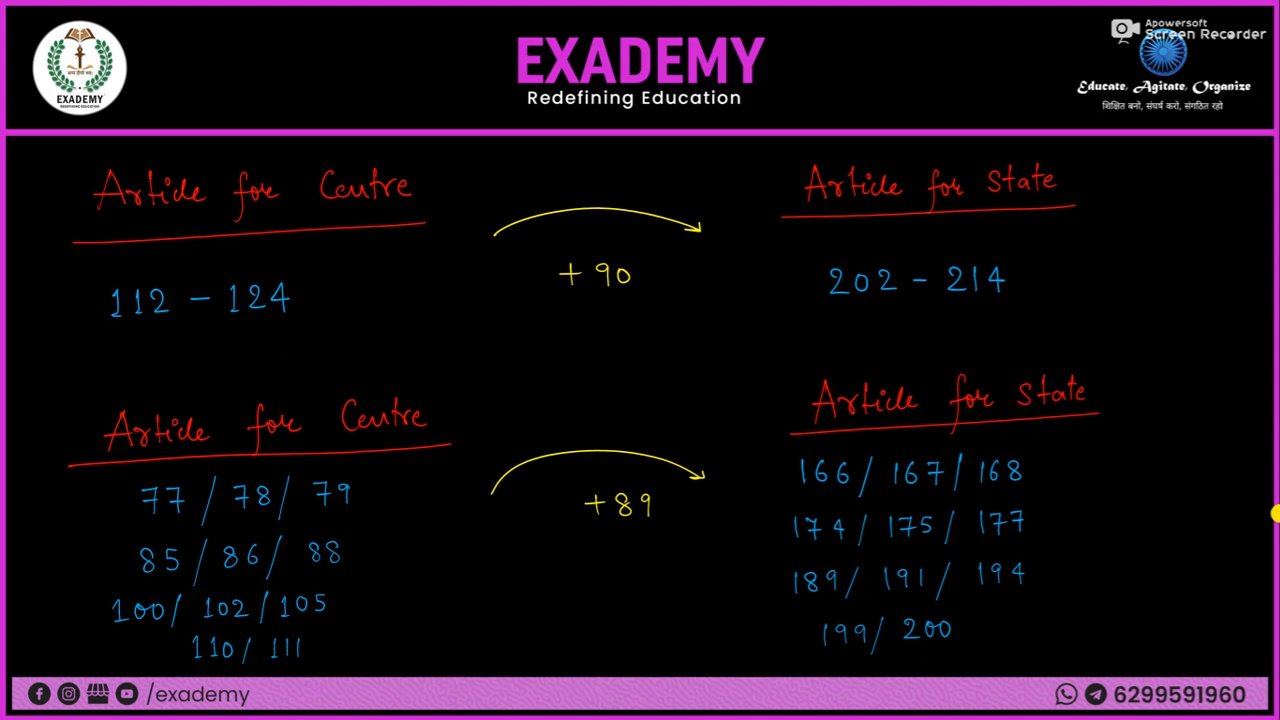 EXADEMY
REDEFINING EDUCATION
EXADEMY
Redefining Education
Apowersoft
Screen Recorder
Educate, Agitate, Organize
शिक्षित बनो, संघर्ष करो, संगठित रहो
Article for Centre
Article for State
+ 90
112 - 124
202 - 214
Article for Centre
Article for State
+ 89
77 / 78 / 79
166 / 167 / 168
85 / 86 / 88
174 / 175 / 177
100 / 102 / 105
189 / 191 / 194
110 / 111
199 / 200
/exademy
6299591960